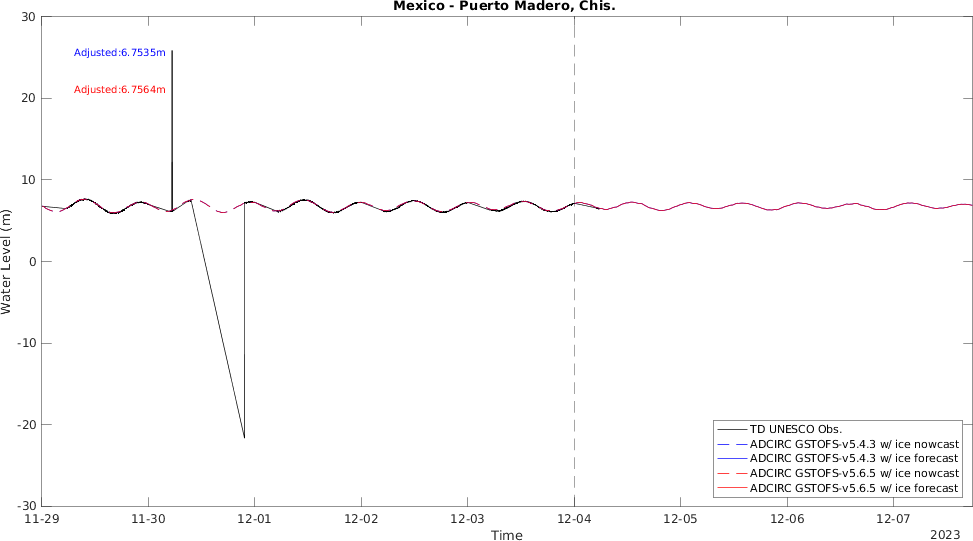 Mexico - Puerto Madero, Chis.
30
Adjusted:6.7535m
Adjusted:6.7564m
20
10
0
-10
-20
-30
Water Level (m)
TD UNESCO Obs.
ADCIRC GSTOFS-v5.4.3 w/ ice nowcast
ADCIRC GSTOFS-v5.4.3 w/ ice forecast
ADCIRC GSTOFS-v5.6.5 w/ ice nowcast
ADCIRC GSTOFS-v5.6.5 w/ ice forecast
11-29 11-30 12-01 12-02 12-03 12-04 12-05 12-06 12-07
Time
2023